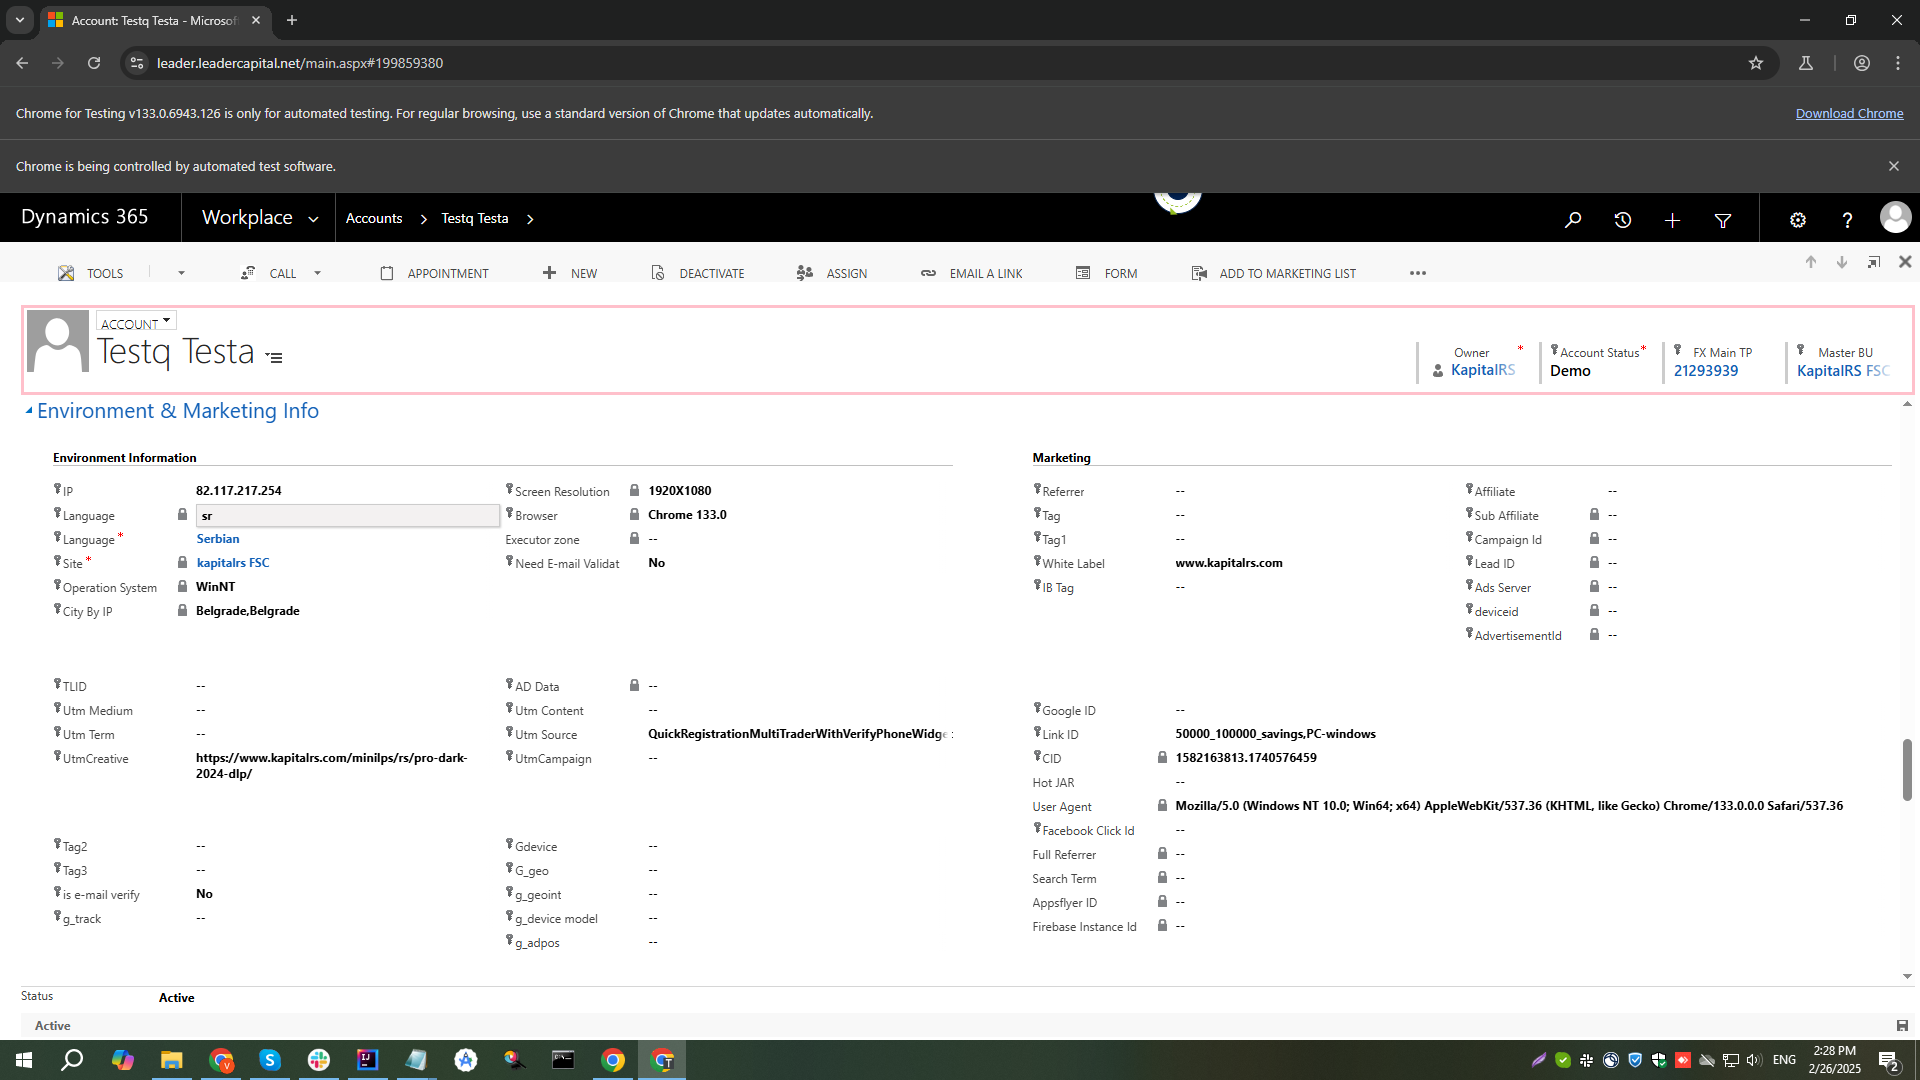 Account: Testq Testa - Microsof
leader.leadercapital.net/main.aspx#199859380
Chrome for Testing v133.0.6943.126 is only for automated testing. For regular browsing, use a standard version of Chrome that updates automatically.
Download Chrome
Chrome is being controlled by automated test software.
Dynamics 365
Workplace
Accounts
Testq Testa
TOOLS
CALL
APPOINTMENT
NEW
DEACTIVATE
ASSIGN
EMAIL A LINK
FORM
ADD TO MARKETING LIST
ACCOUNT
Testq Testa
Owner *
KapitalRS
Account Status*
Demo
FX Main TP
21293939
Master BU
KapitalRS FSC
Environment & Marketing Info
Environment Information
IP 82.117.217.254
Language sr
Language* Serbian
Site* kapitalrs FSC
Operation System WinNT
City By IP Belgrade,Belgrade
Screen Resolution 1920X1080
Browser Chrome 133.0
Executor zone --
Need E-mail Validat No
Marketing
Referrer --
Tag --
Tag1 --
White Label www.kapitalrs.com
IB Tag --
Affiliate --
Sub Affiliate --
Campaign Id --
Lead ID --
Ads Server --
deviceid --
AdvertisementId --
TLID --
Utm Medium --
Utm Term --
UtmCreative https://www.kapitalrs.com/minilps/rs/pro-dark-
2024-dlp/
AD Data --
Utm Content --
Utm Source QuickRegistrationMultiTraderWithVerifyPhoneWidge
UtmCampaign --
Google ID --
Link ID 50000_100000_savings,PC-windows
CID 1582163813.1740576459
Hot JAR --
User Agent Mozilla/5.0 (Windows NT 10.0; Win64; x64) AppleWebKit/537.36 (KHTML, like Gecko) Chrome/133.0.0.0 Safari/537.36
Facebook Click Id --
Full Referrer --
Search Term --
Appsflyer ID --
Firebase Instance Id --
Tag2 --
Tag3 --
is e-mail verify No
g_track --
Gdevice --
G_geo --
g_geoint --
g_device model --
g_adpos --
Status Active
Active
ENG
2:28 PM
2/26/2025
2